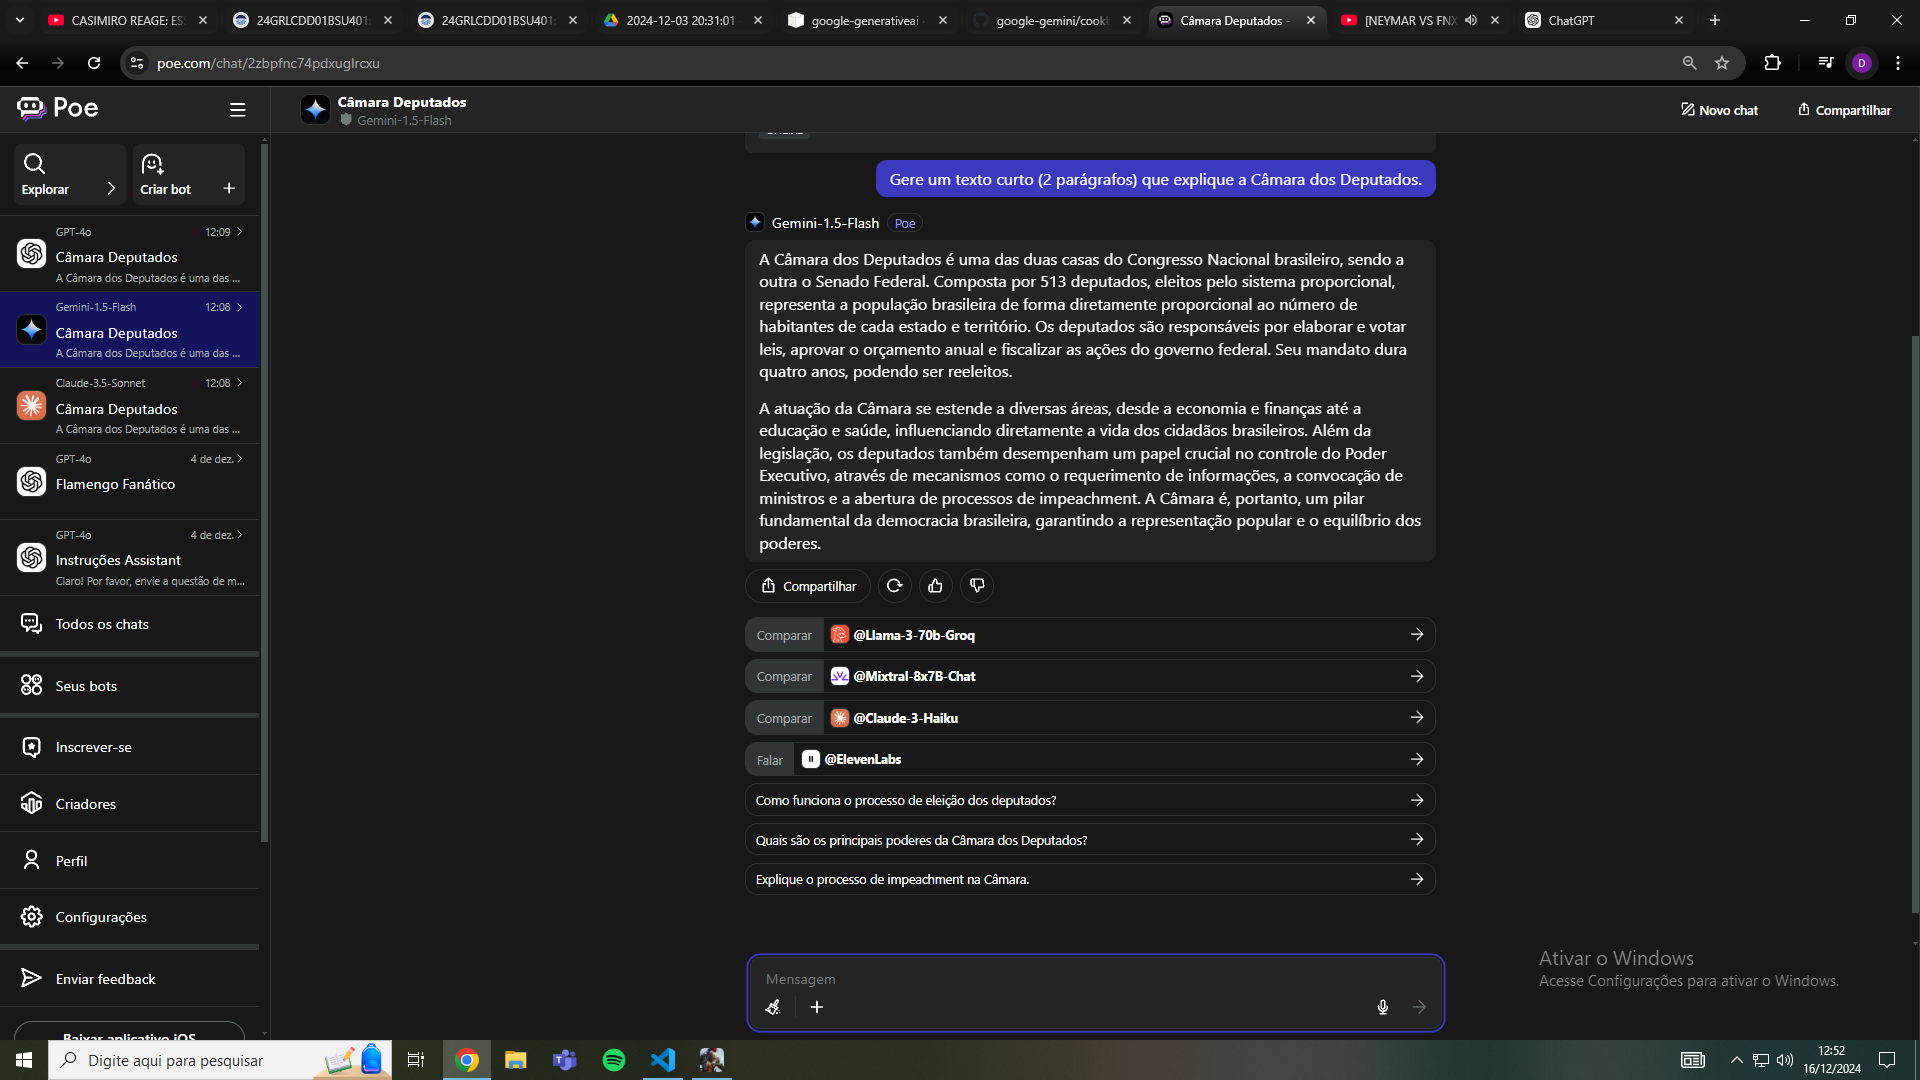 CASIMIRO REAGE: ES
24GRLCDD01BSU401
24GRLCDD01BSU401
2024-12-03 20:31:01
google-generativeai
google-gemini/cook
Câmara Deputados -
[NEYMAR VS FNX
ChatGPT
poe.com/chat/2zbpfnc74pdxuglrcxu
D
Poe
Câmara Deputados
Gemini-1.5-Flash
Novo chat
Compartilhar
Explorar
Criar bot
GPT-4o 12:09
Câmara Deputados
A Câmara dos Deputados é uma das ...
Gemini-1.5-Flash 12:08
Câmara Deputados
A Câmara dos Deputados é uma das ...
Claude-3.5-Sonnet 12:08
Câmara Deputados
A Câmara dos Deputados é uma das ...
GPT-4o 4 de dez.
Flamengo Fanático
GPT-4o 4 de dez.
Instruções Assistant
Claro! Por favor, envie a questão de m...
Todos os chats
Seus bots
Inscrever-se
Criadores
Perfil
Configurações
Enviar feedback
Baixar aplicativo iOS
Gere um texto curto (2 parágrafos) que explique a Câmara dos Deputados.
Gemini-1.5-Flash Poe
A Câmara dos Deputados é uma das duas casas do Congresso Nacional brasileiro, sendo a
outra o Senado Federal. Composta por 513 deputados, eleitos pelo sistema proporcional,
representa a população brasileira de forma diretamente proporcional ao número de
habitantes de cada estado e território. Os deputados são responsáveis por elaborar e votar
leis, aprovar o orçamento anual e fiscalizar as ações do governo federal. Seu mandato dura
quatro anos, podendo ser reeleitos.
A atuação da Câmara se estende a diversas áreas, desde a economia e finanças até a
educação e saúde, influenciando diretamente a vida dos cidadãos brasileiros. Além da
legislação, os deputados também desempenham um papel crucial no controle do Poder
Executivo, através de mecanismos como o requerimento de informações, a convocação de
ministros e a abertura de processos de impeachment. A Câmara é, portanto, um pilar
fundamental da democracia brasileira, garantindo a representação popular e o equilíbrio dos
poderes.
Compartilhar
Comparar @Llama-3-70b-Groq
Comparar @Mixtral-8x7B-Chat
Comparar @Claude-3-Haiku
Falar @ElevenLabs
Como funciona o processo de eleição dos deputados?
Quais são os principais poderes da Câmara dos Deputados?
Explique o processo de impeachment na Câmara.
Mensagem
Ativar o Windows
Acesse Configurações para ativar o Windows.
Digite aqui para pesquisar
12:52
16/12/2024